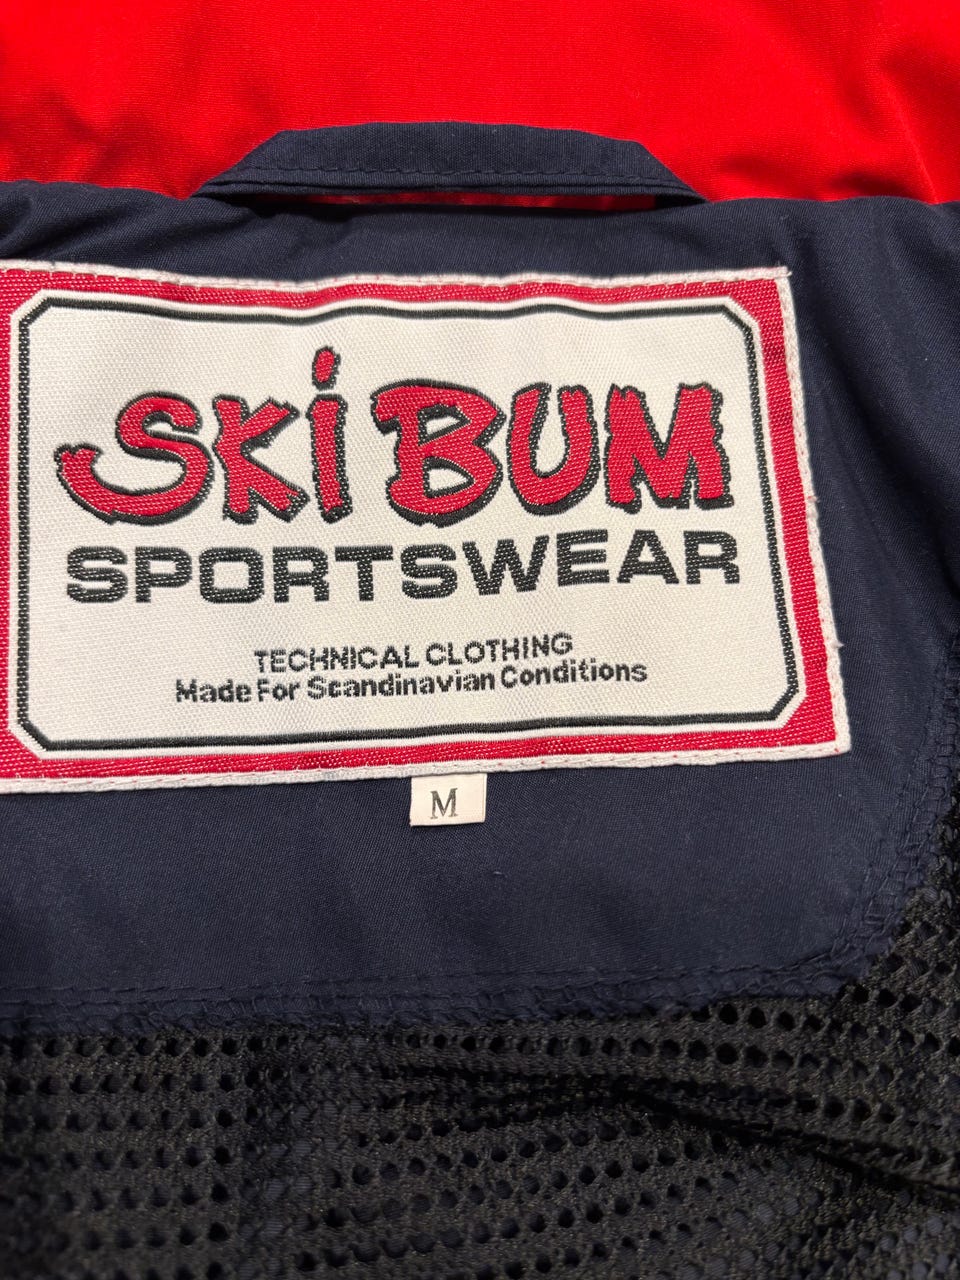 SKi BUM
SPORTSWEAR
TECHNICAL CLOTHING
Made For Scandinavian Conditions
M